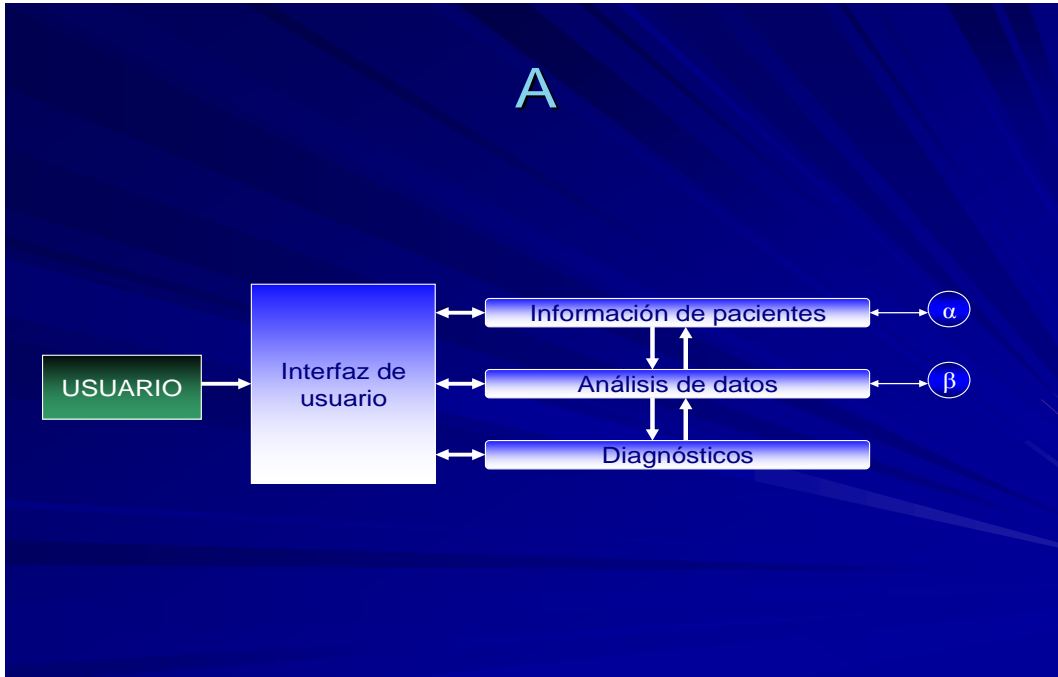 A
Información de pacientes
α
USUARIO
Interfaz de
usuario
Análisis de datos
β
Diagnósticos